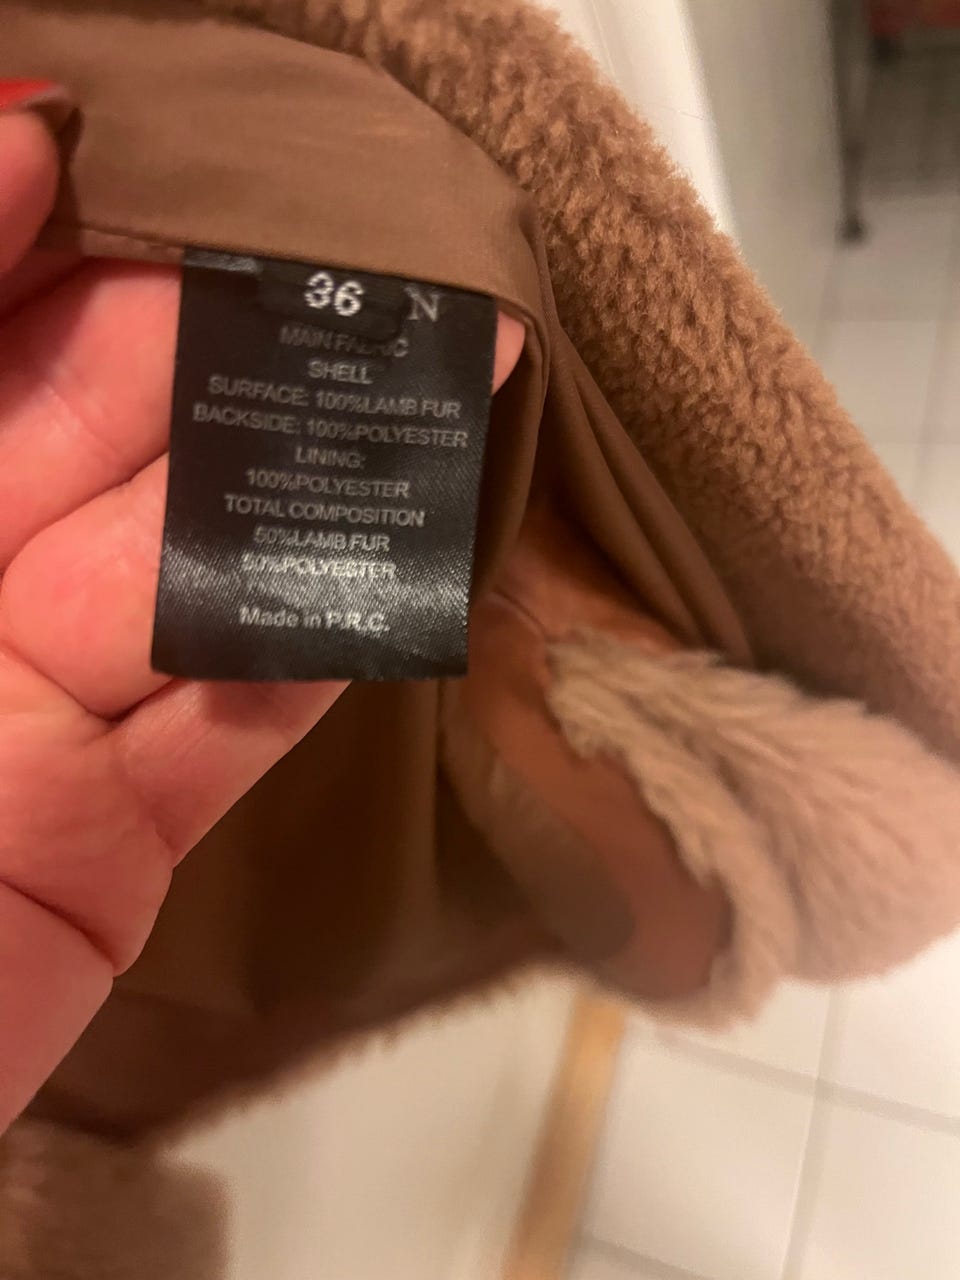 36 N
MAIN FABRIC
SHELL
SURFACE: 100%LAMB FUR
BACKSIDE: 100%POLYESTER
LINING:
100%POLYESTER
TOTAL COMPOSITION
50%LAMB FUR
50%POLYESTER
Made in P.R.C.